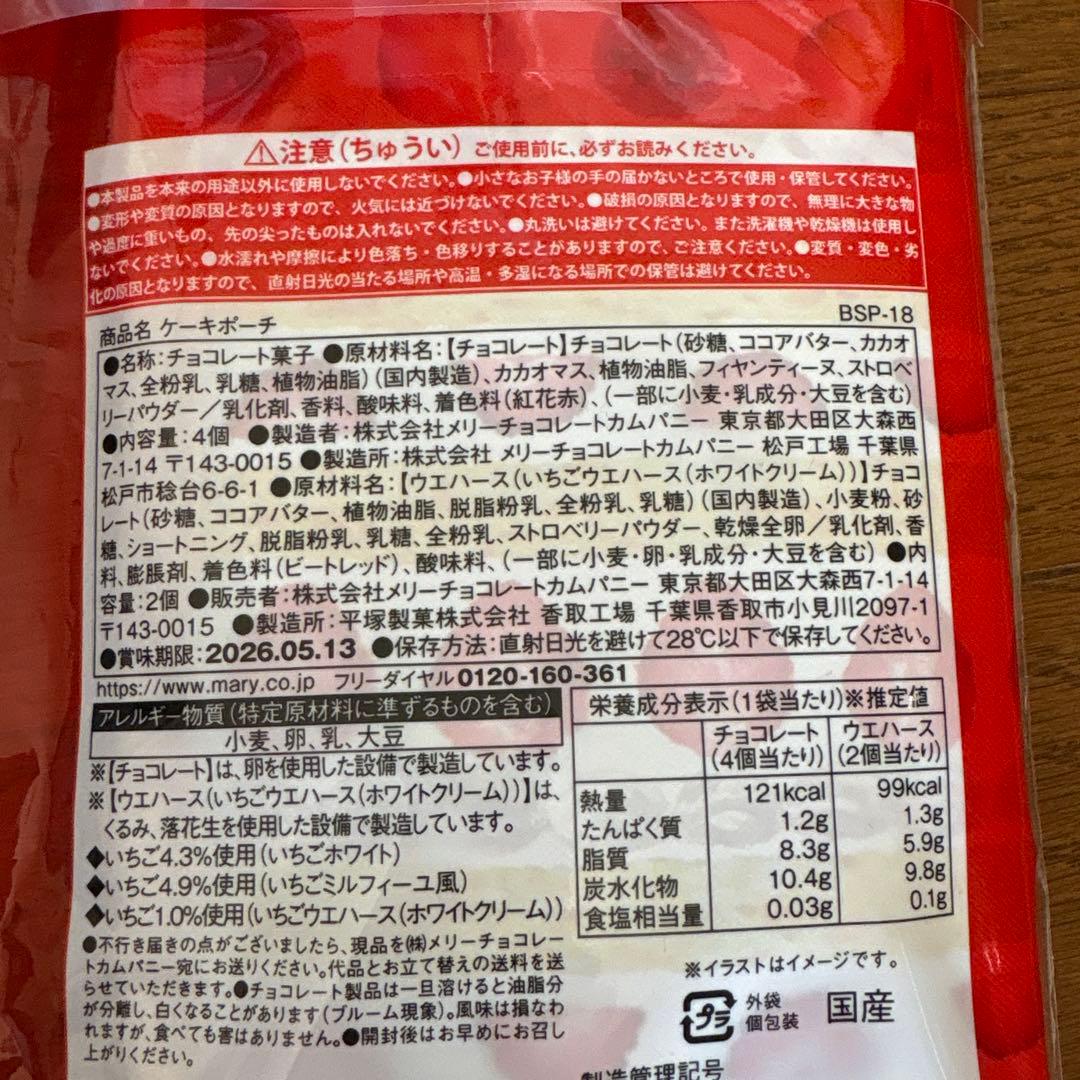 ⚠注意(ちゅうい) ご使用前に、必ずお読みください。
●本製品を本来の用途以外に使用しないでください。●小さなお子様の手の届かないところで使用・保管してください。
●変形や変質の原因となりますので、火気には近づけないでください。●破損の原因となりますので、無理に大きな物
や過度に重いもの、先の尖ったものは入れないでください。●丸洗いは避けてください。また洗濯機や乾燥機は使用し
ないでください。●水濡れや摩擦により色落ち・色移りすることがありますので、ご注意ください。●変質・変色・劣
化の原因となりますので、直射日光の当たる場所や高温・多湿になる場所での保管は避けてください。
商品名 ケーキポーチ BSP-18
●名称:チョコレート菓子 ●原材料名:【チョコレート】チョコレート(砂糖、ココアバター、カカオ
マス、全粉乳、乳糖、植物油脂)(国内製造)、カカオマス、植物油脂、フィヤンティーヌ、ストロベ
リーパウダー/乳化剤、香料、酸味料、着色料(紅花赤)、(一部に小麦・乳成分・大豆を含む)
●内容量:4個 ●製造者:株式会社メリーチョコレートカムパニー 東京都大田区大森西
7-1-14 〒143-0015 ●製造所:株式会社 メリーチョコレートカムパニー 松戸工場 千葉県
松戸市稔台6-6-1 ●原材料名:【ウエハース(いちごウエハース(ホワイトクリーム))】チョコ
レート(砂糖、ココアバター、植物油脂、脱脂粉乳、全粉乳、乳糖)(国内製造)、小麦粉、砂
糖、ショートニング、脱脂粉乳、乳糖、全粉乳、ストロベリーパウダー、乾燥全卵/乳化剤、香
料、膨脹剤、着色料(ビートレッド)、酸味料、(一部に小麦・卵・乳成分・大豆を含む) ●内
容量:2個 ●販売者:株式会社メリーチョコレートカムパニー 東京都大田区大森西7-1-14
〒143-0015 ●製造所:平塚製菓株式会社 香取工場 千葉県香取市小見川2097-1
●賞味期限:2026.05.13 ●保存方法:直射日光を避けて28℃以下で保存してください。
https://www.mary.co.jp フリーダイヤル0120-160-361
アレルギー物質(特定原材料に準ずるものを含む)
小麦、卵、乳、大豆
※【チョコレート】は、卵を使用した設備で製造しています。
※【ウエハース(いちごウエハース(ホワイトクリーム))】は、
くるみ、落花生を使用した設備で製造しています。
◆いちご4.3%使用(いちごホワイト)
◆いちご4.9%使用(いちごミルフィーユ風)
◆いちご1.0%使用(いちごウエハース(ホワイトクリーム))
●不行き届きの点がございましたら、現品を㈱メリーチョコレー
トカムパニー宛にお送りください。代品とお立て替えの送料を送
らせていただきます。●チョコレート製品は一旦溶けると油脂分
が分離し、白くなることがあります(ブルーム現象)。風味は損なわ
れますが、食べても害はありません。●開封後はお早めにお召し
上がりください。
栄養成分表示(1袋当たり)※推定値
チョコレート ウエハース
(4個当たり) (2個当たり)
熱量 121kcal 99kcal
たんぱく質 1.2g 1.3g
脂質 8.3g 5.9g
炭水化物 10.4g 9.8g
食塩相当量 0.03g 0.1g
※イラストはイメージです。
プラ 外袋 国産
個包装
製造管理記号